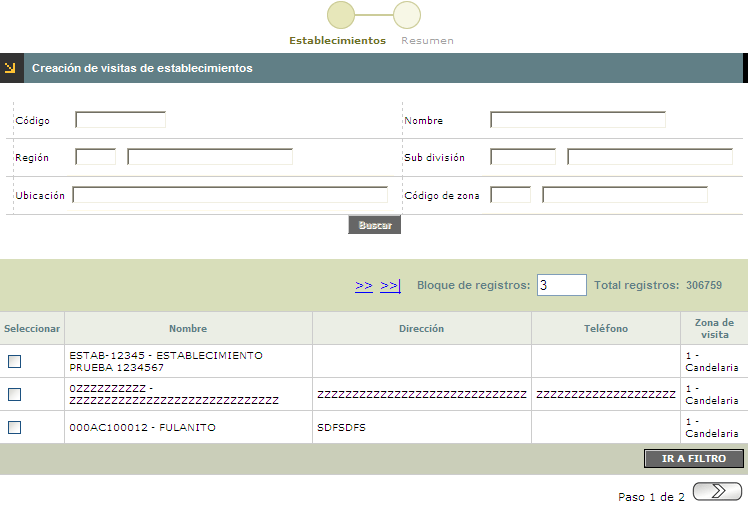 Establecimientos Resumen
Creación de visitas de establecimientos
Código Nombre
Región Sub división
Ubicación Código de zona
Buscar
>> >>| Bloque de registros: 3 Total registros: 306759
Seleccionar Nombre Dirección Teléfono Zona de visita
ESTAB-12345 - ESTABLECIMIENTO
PRUEBA 1234567
1 -
Candelaria
0ZZZZZZZZZZ -
ZZZZZZZZZZZZZZZZZZZZZZZZZZZZZZ
ZZZZZZZZZZZZZZZZZZZZZZZZZZZZZZ
ZZZZZZZZZZZZZZZZZZZZ
1 -
Candelaria
000AC100012 - FULANITO
SDFSDFS
1 -
Candelaria
IR A FILTRO
Paso 1 de 2